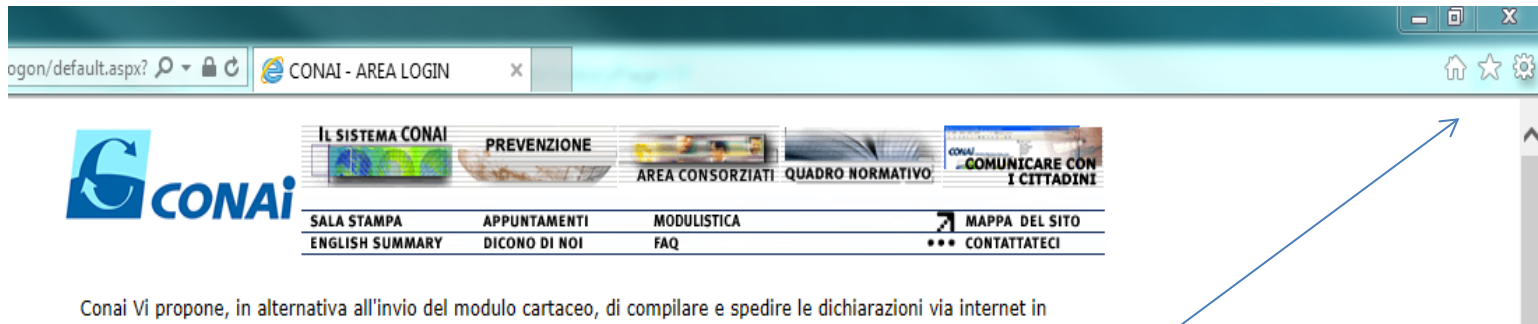 ogon/default.aspx?
CONAI - AREA LOGIN
CONAi
IL SISTEMA CONAI
PREVENZIONE
AREA CONSORZIATI
QUADRO NORMATIVO
CONAi
COMUNICARE CON
I CITTADINI
SALA STAMPA APPUNTAMENTI MODULISTICA MAPPA DEL SITO
ENGLISH SUMMARY DICONO DI NOI FAQ CONTATTATECI
Conai Vi propone, in alternativa all'invio del modulo cartaceo, di compilare e spedire le dichiarazioni via internet in